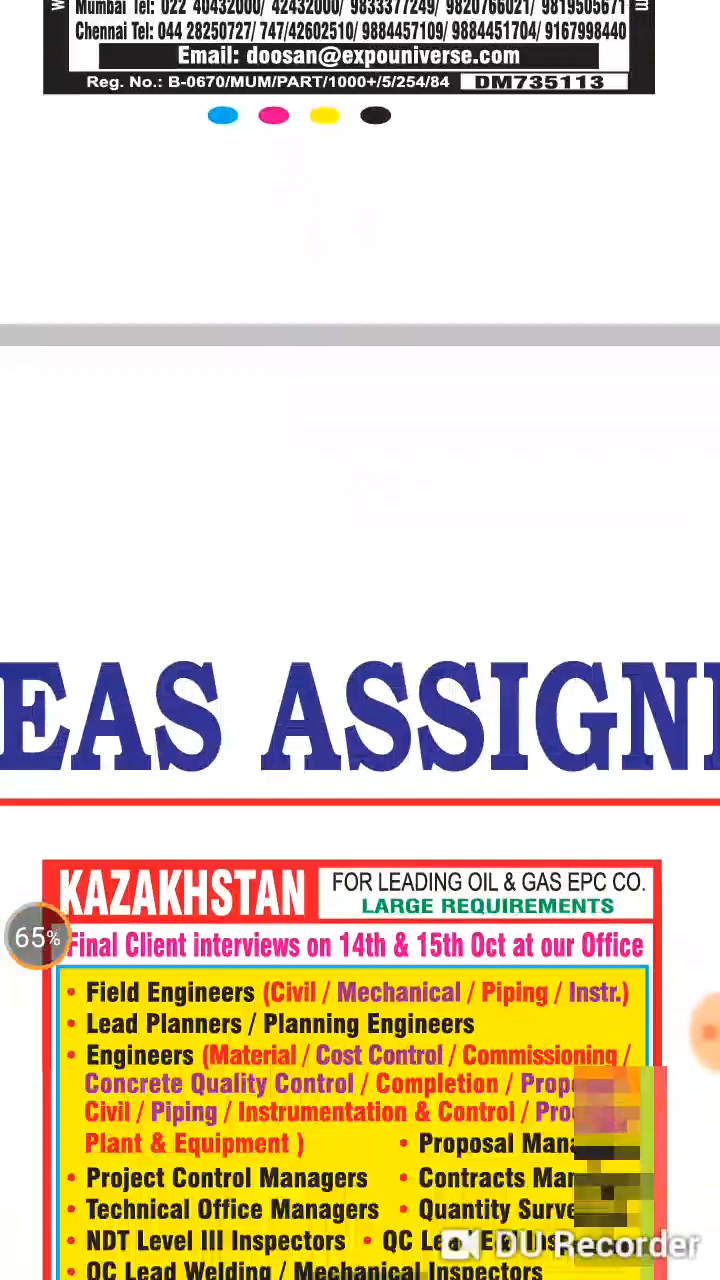 Mumbai Tel: 022 40432000/ 42432000/ 9833377249/ 9820766021/ 9819505671
Chennai Tel: 044 28250727/ 747/42602510/ 9884457109/ 9884451704/ 9167998440
Email: doosan@expouniverse.com
Reg. No.: B-0670/MUM/PART/1000+/5/254/84 DM735113
EAS ASSIGN
KAZAKHSTAN
FOR LEADING OIL & GAS EPC CO.
LARGE REQUIREMENTS
65%
Final Client interviews on 14th & 15th Oct at our Office
• Field Engineers (Civil / Mechanical / Piping / Instr.)
• Lead Planners / Planning Engineers
• Engineers (Material / Cost Control / Commissioning /
Concrete Quality Control / Completion / Prop
Civil / Piping / Instrumentation & Control / Pro
Plant & Equipment ) • Proposal Man
• Project Control Managers • Contracts Man
• Technical Office Managers • Quantity Surve
• NDT Level III Inspectors • QC Lead
• QC Lead Welding / Mechanical Inspectors
DU Recorder